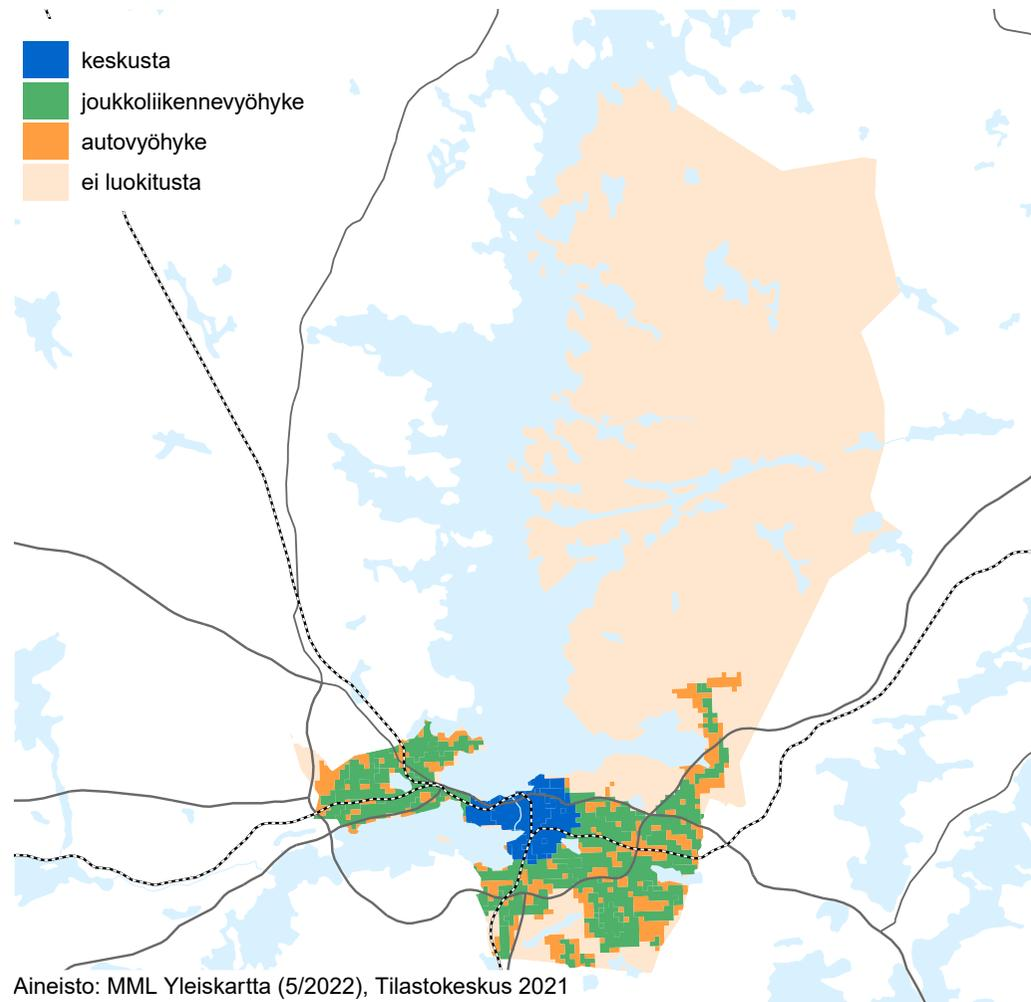 keskusta
joukkoliikennevyöhyke
autovyöhyke
ei luokitusta
Aineisto: MML Yleiskartta (5/2022), Tilastokeskus 2021